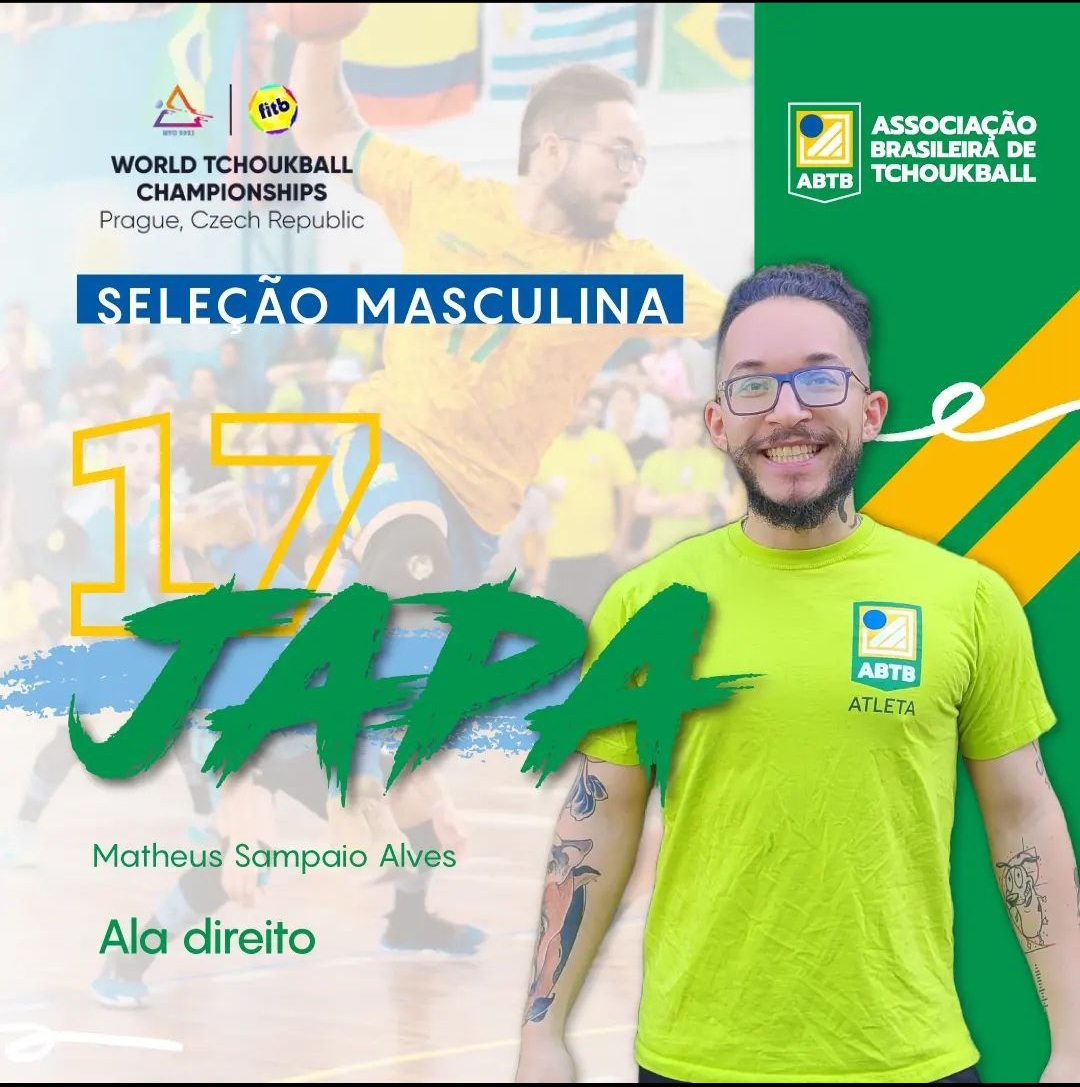 fitb
WORLD TCHOUKBALL
CHAMPIONSHIPS
Prague, Czech Republic
ABTB
ASSOCIAÇÃO
BRASILEIRA DE
TCHOUKBALL
SELEÇÃO MASCULINA
17
JAPA
ABTB
ATLETA
Matheus Sampaio Alves
Ala direito